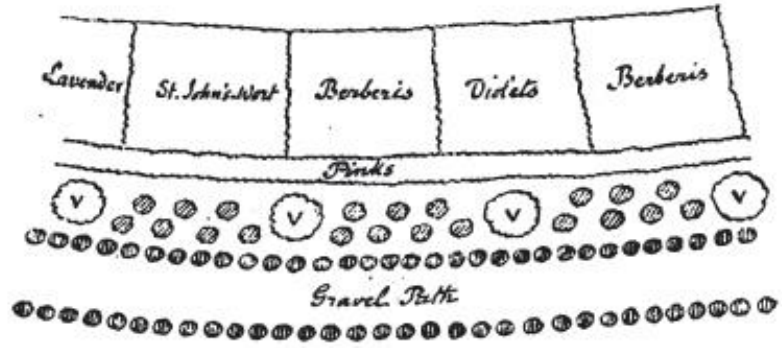 Lavender St. John's-Wort Berberis Violets Berberis
Pinks
V V V V
Gravel Path